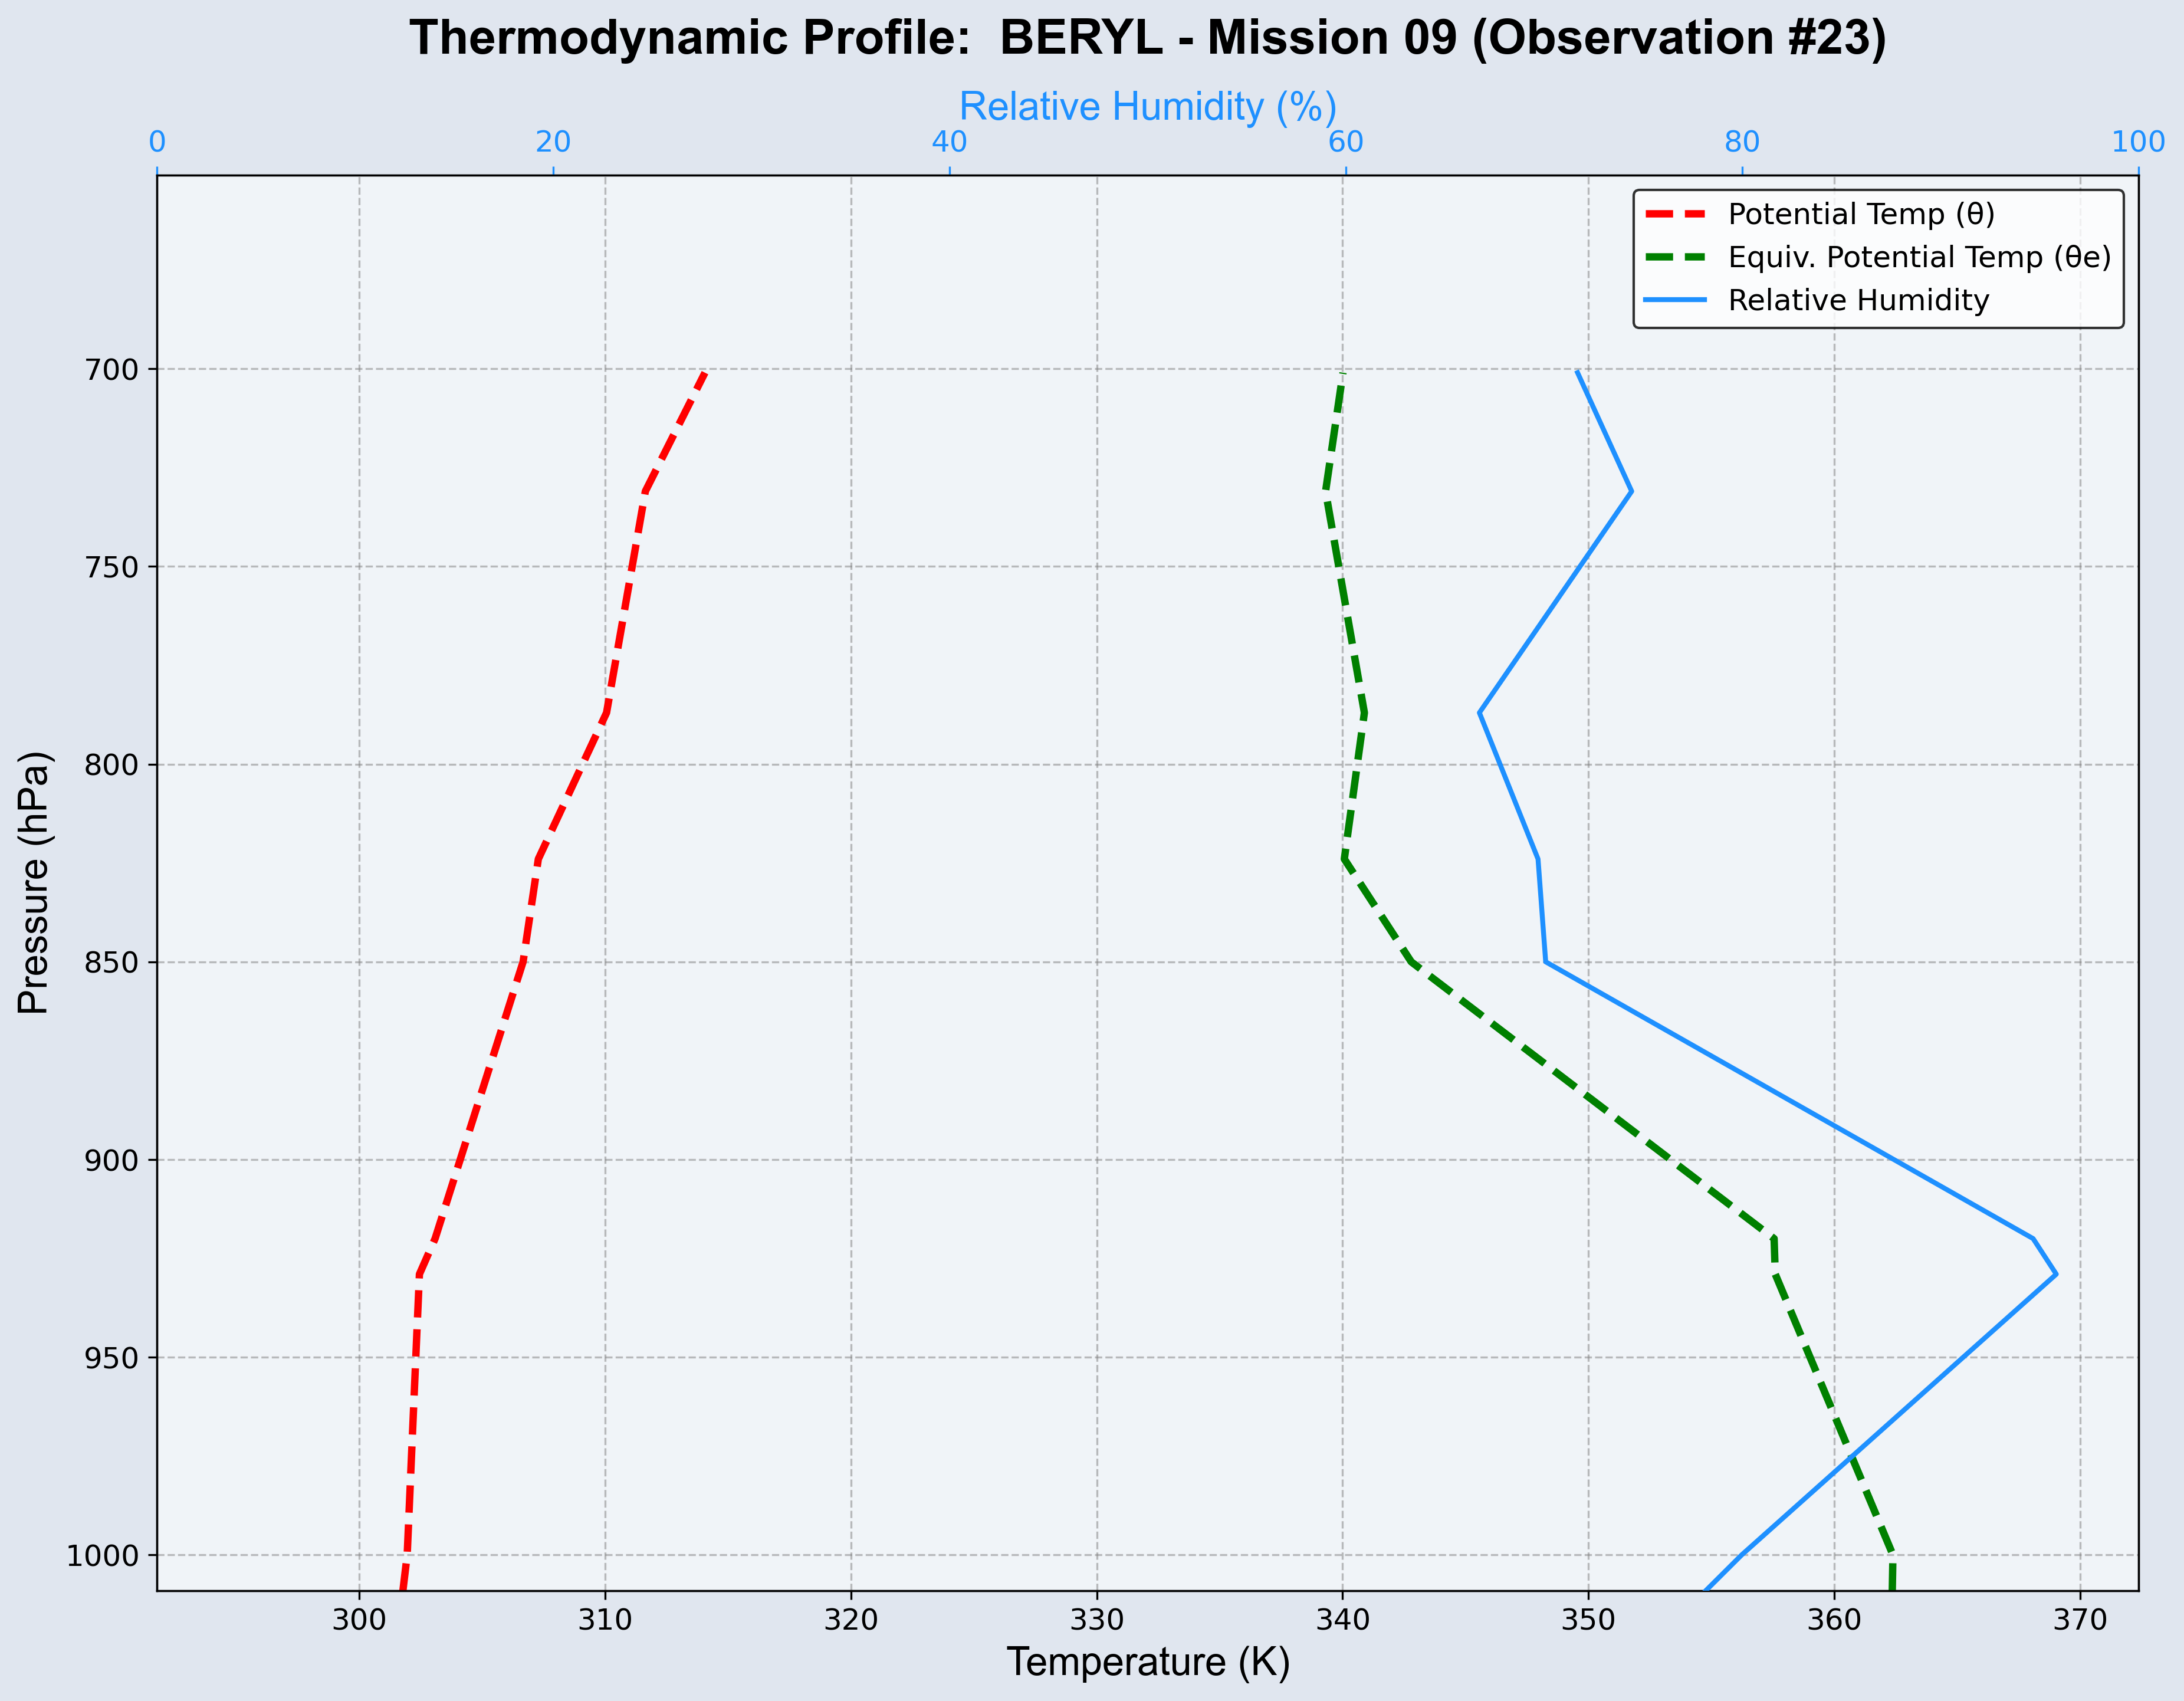 Thermodynamic Profile:  BERYL - Mission 09 (Observation #23)
Relative Humidity (%)
0 20 40 60 80 100
Potential Temp (θ)
Equiv. Potential Temp (θe)
Relative Humidity
Pressure (hPa)
700
750
800
850
900
950
1000
300 310 320 330 340 350 360 370
Temperature (K)